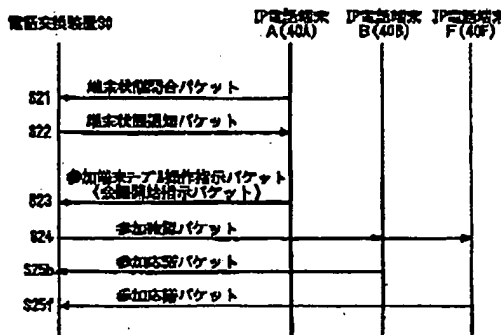 電話交換装置30
IP電話端末
A(40A)
IP電話端末
B(40B)
IP電話端末
F(40F)
S21
端末状態問合パケット
S22
端末状態通知パケット
参加端末テーブル操作指示パケット
(会議開始指示パケット)
S23
S24
参加確認パケット
S25b
参加応答パケット
S25f
参加応答パケット